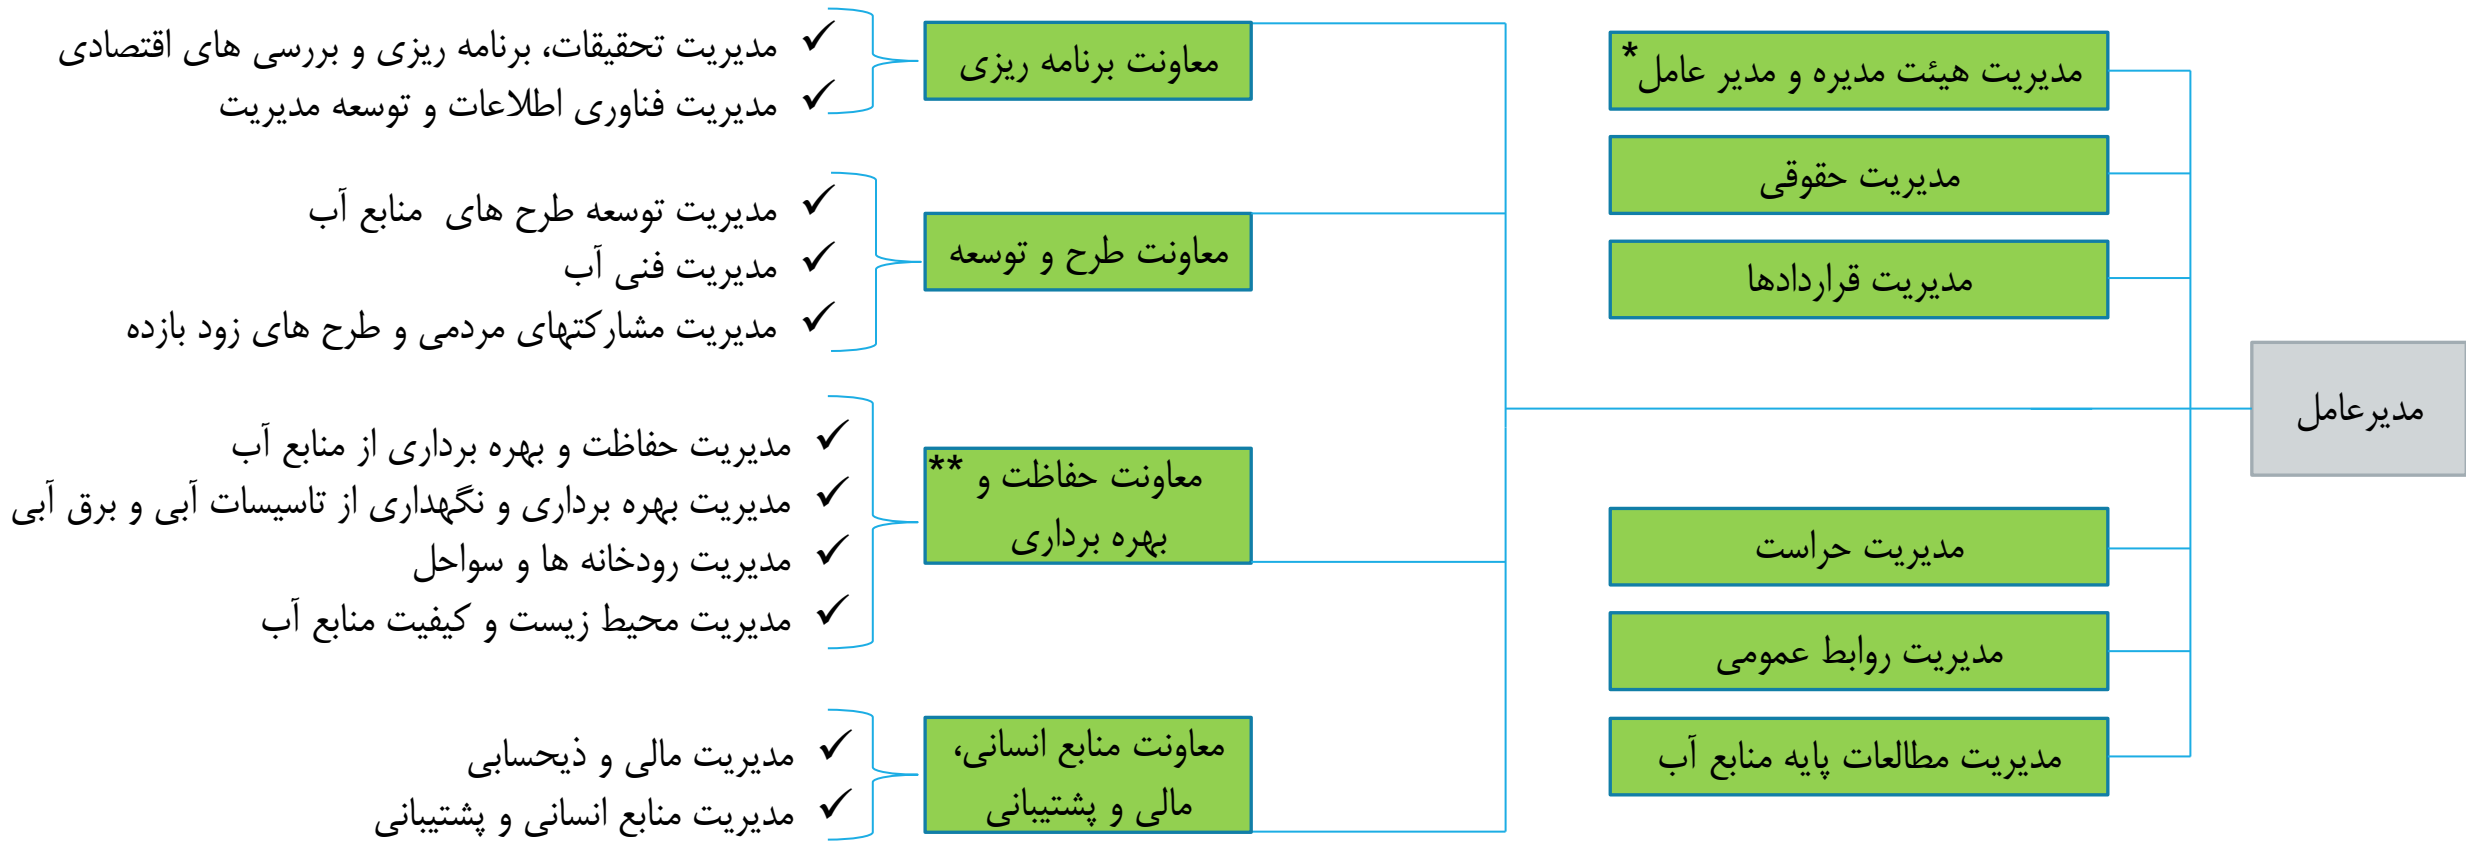 مدیرعامل
مدیریت هیئت مدیره و مدیر عامل*
مدیریت حقوقی
مدیریت قراردادها
مدیریت حراست
مدیریت روابط عمومی
مدیریت مطالعات پایه منابع آب
معاونت برنامه ریزی
✓ مدیریت تحقیقات، برنامه ریزی و بررسی های اقتصادی
✓ مدیریت فناوری اطلاعات و توسعه مدیریت
معاونت طرح و توسعه
✓ مدیریت توسعه طرح های منابع آب
✓ مدیریت فنی آب
✓ مدیریت مشارکتهای مردمی و طرح های زود بازده
معاونت حفاظت و **
بهره برداری
✓ مدیریت حفاظت و بهره برداری از منابع آب
✓ مدیریت بهره برداری و نگهداری از تاسیسات آبی و برق آبی
✓ مدیریت رودخانه ها و سواحل
✓ مدیریت محیط زیست و کیفیت منابع آب
معاونت منابع انسانی،
مالی و پشتیبانی
✓ مدیریت مالی و ذیحسابی
✓ مدیریت منابع انسانی و پشتیبانی